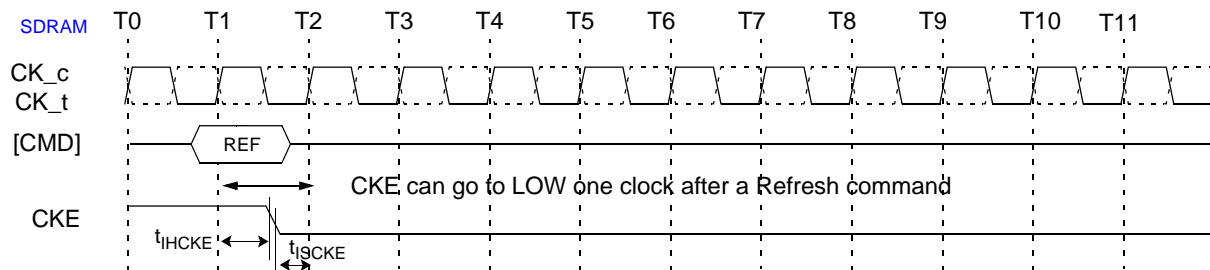 SDRAM T0 T1 T2 T3 T4 T5 T6 T7 T8 T9 T10 T11
CK_c
CK_t
[CMD] REF
CKE can go to LOW one clock after a Refresh command
CKE
tIHCKE
tISCKE